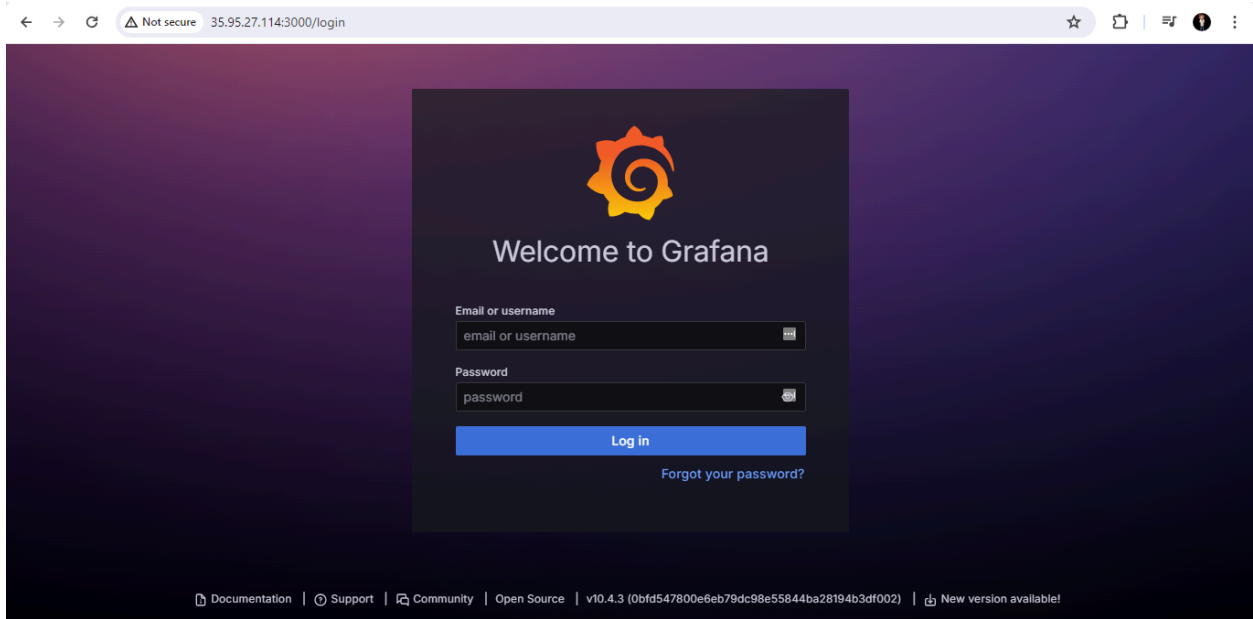 Not secure 35.95.27.114:3000/login
Welcome to Grafana
Email or username
email or username
Password
password
Log in
Forgot your password?
Documentation | Support | Community | Open Source | v10.4.3 (0bfd547800e6eb79dc98e55844ba28194b3df002) | New version available!